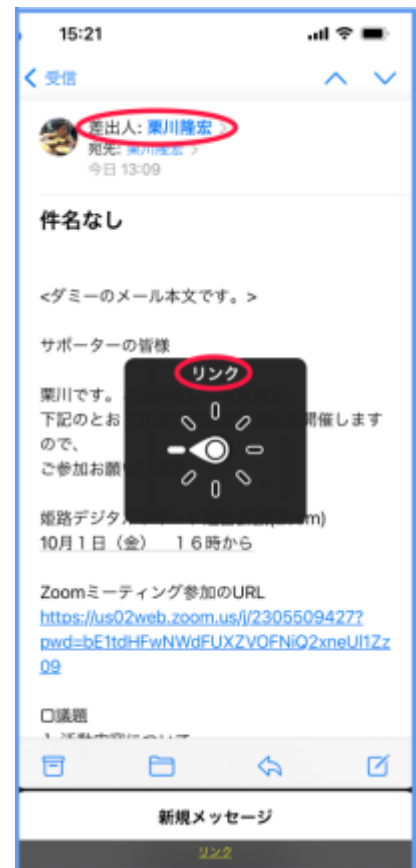 15:21
受信
差出人: 栗川隆宏
宛先: 栗川隆宏
今日 13:09
件名なし
<ダミーのメール本文です。>
サポーターの皆様
リンク
栗川です。
下記のとお 開催します
ので、
ご参加お願
姫路デジタ
10月1日(金) 16時から
Zoomミーティング参加のURL
https://us02web.zoom.us/j/2305509427?
pwd=bE1tdHFwNWdFUXZVOFNiQ2xneUl1Zz
09
口議題
新規メッセージ
リンク